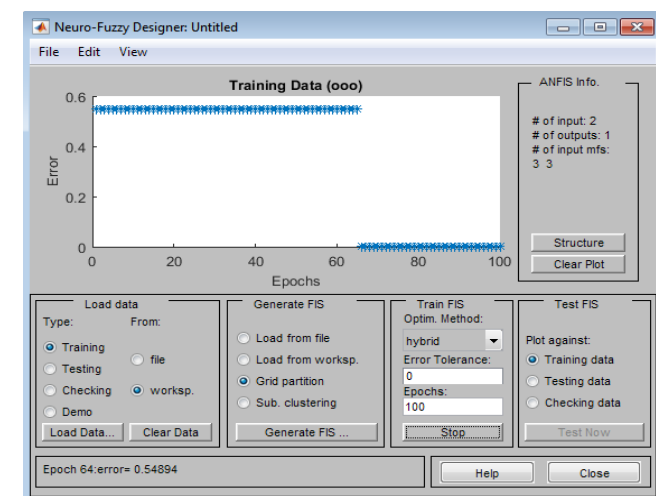 Neuro-Fuzzy Designer: Untitled
File Edit View
Training Data (ooo)
0.6
0.4
0.2
0
Error
0 20 40 60 80 100
Epochs
ANFIS Info.
# of input: 2
# of outputs: 1
# of input mfs:
3 3
Structure
Clear Plot
Load data
Type: From:
Training
Testing
Checking
Demo
file
worksp.
Load Data... Clear Data
Generate FIS
Load from file
Load from worksp.
Grid partition
Sub. clustering
Generate FIS ...
Train FIS
Optim. Method:
hybrid
Error Tolerance:
0
Epochs:
100
Stop
Test FIS
Plot against:
Training data
Testing data
Checking data
Test Now
Epoch 64:error= 0.54894
Help Close